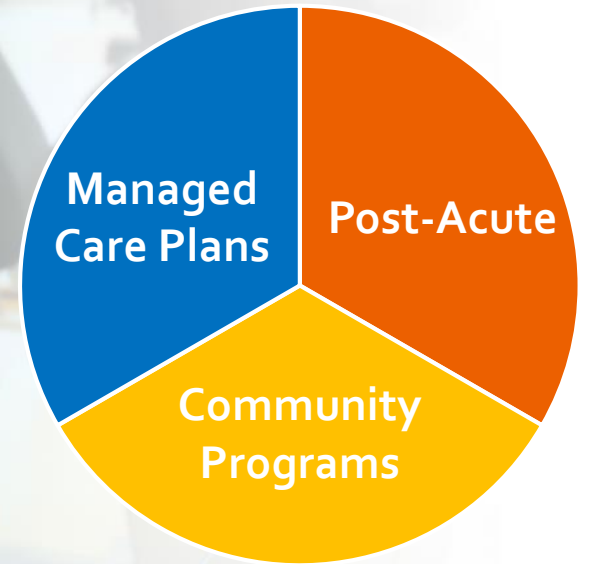 Managed
Care Plans
Post-Acute
Community
Programs